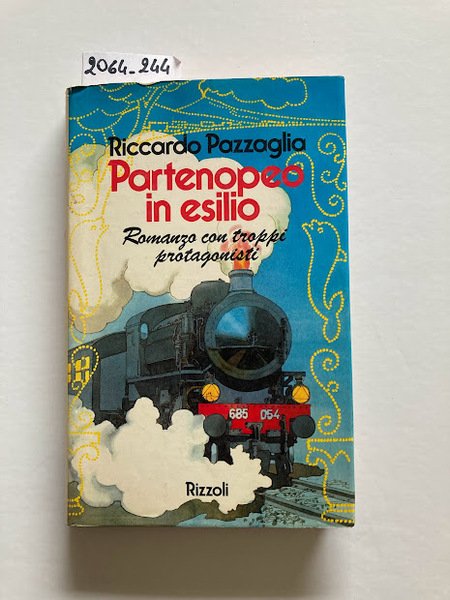 2064-244
Riccardo Pazzaglia
Partenopeo
in esilio
Romanzo con troppi
protagonisti
685 054
Rizzoli